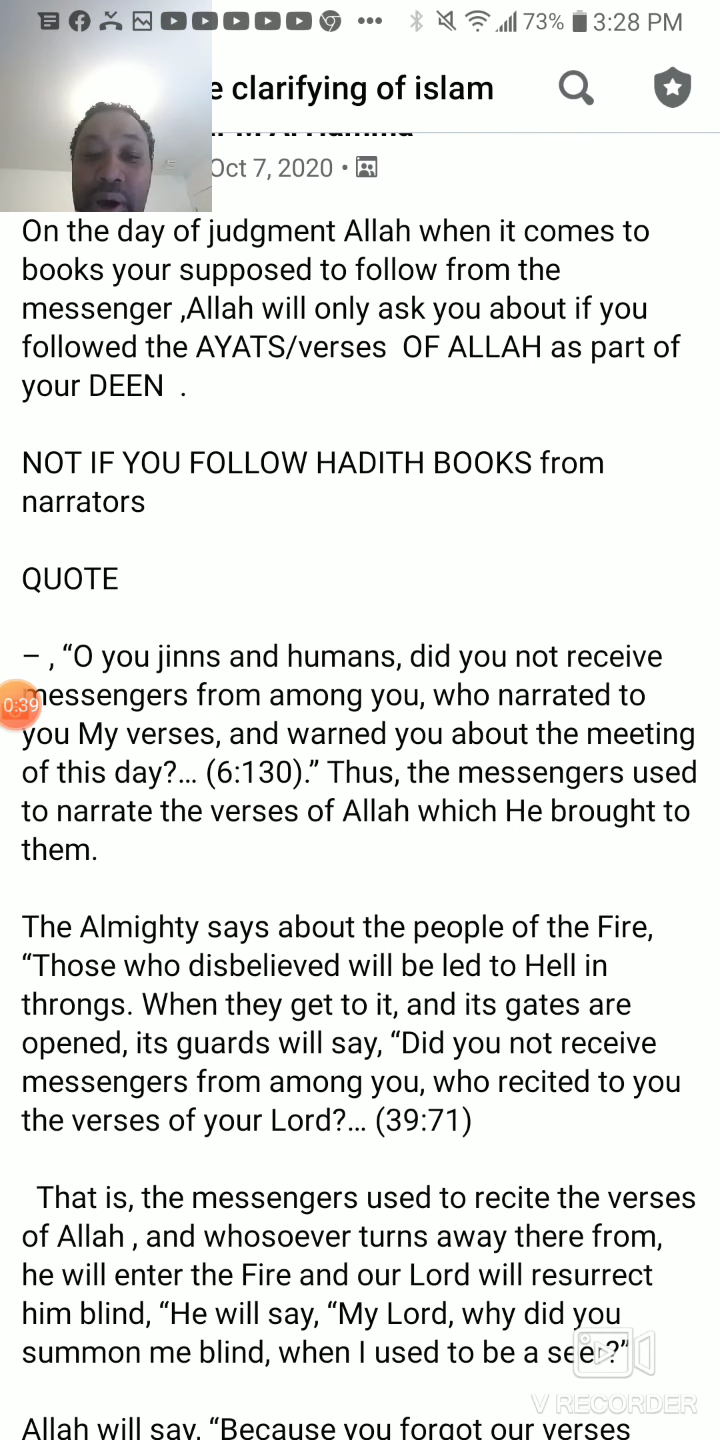 73% 3:28 PM
e clarifying of islam
Oct 7, 2020 •
On the day of judgment Allah when it comes to
books your supposed to follow from the
messenger ,Allah will only ask you about if you
followed the AYATS/verses  OF ALLAH as part of
your DEEN  .
NOT IF YOU FOLLOW HADITH BOOKS from
narrators
QUOTE
– , “O you jinns and humans, did you not receive
messengers from among you, who narrated to
0:39
you My verses, and warned you about the meeting
of this day?... (6:130).” Thus, the messengers used
to narrate the verses of Allah which He brought to
them.
The Almighty says about the people of the Fire,
“Those who disbelieved will be led to Hell in
throngs. When they get to it, and its gates are
opened, its guards will say, “Did you not receive
messengers from among you, who recited to you
the verses of your Lord?... (39:71)
That is, the messengers used to recite the verses
of Allah , and whosoever turns away there from,
he will enter the Fire and our Lord will resurrect
him blind, “He will say, “My Lord, why did you
summon me blind, when I used to be a seer?”
V RECORDER
Allah will say, “Because you forgot our verses